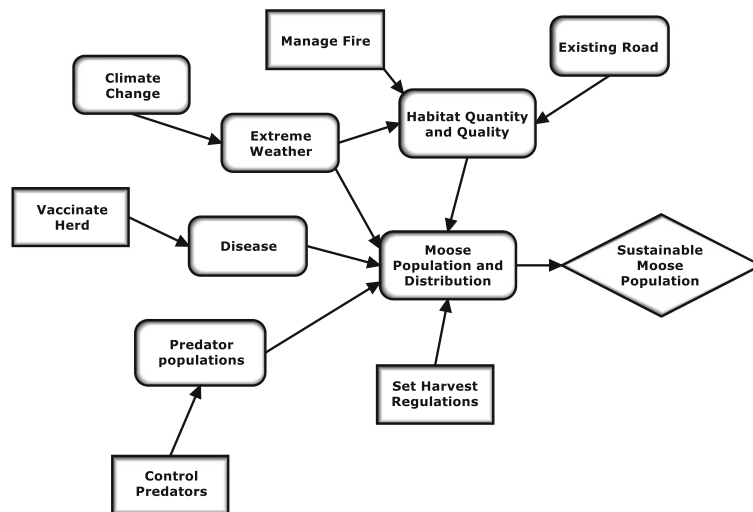 Manage Fire
Existing Road
Climate
Change
Habitat Quantity
and Quality
Extreme
Weather
Vaccinate
Herd
Disease
Moose
Population and
Distribution
Sustainable
Moose
Population
Predator
populations
Set Harvest
Regulations
Control
Predators